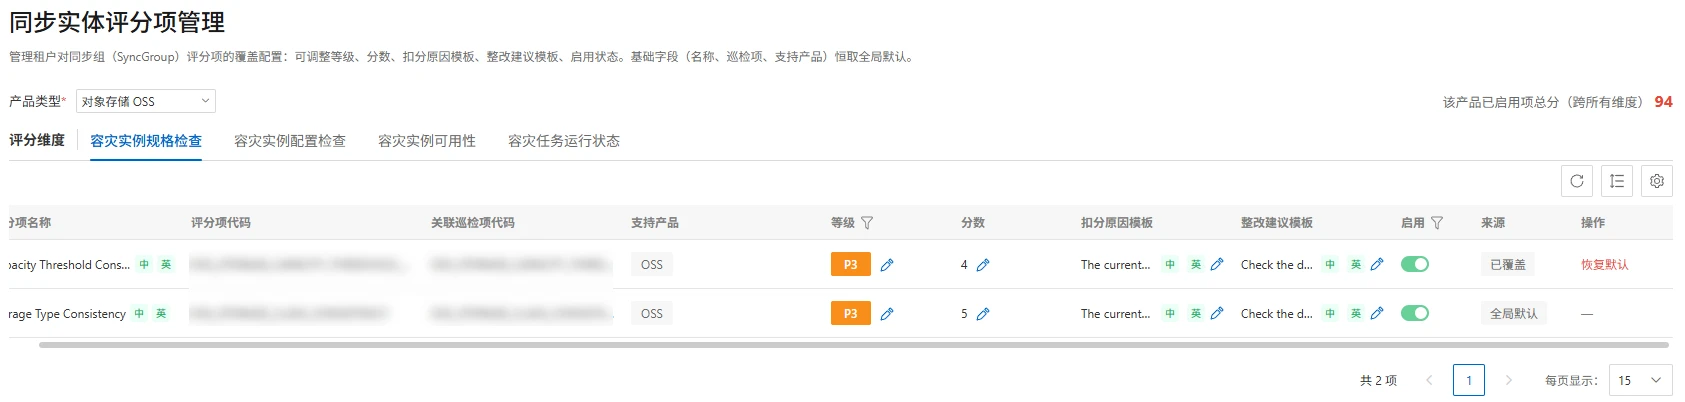 同步实体评分项管理
管理租户对同步组（SyncGroup）评分项的覆盖配置：可调整等级、分数、扣分原因模板、整改建议模板、启用状态。基础字段（名称、巡检项、支持产品）恒取全局默认。
产品类型* 对象存储 OSS 该产品已启用项总分（跨所有维度） 94
评分维度 容灾实例规格检查 容灾实例配置检查 容灾实例可用性 容灾任务运行状态
分项名称 评分项代码 关联巡检项代码 支持产品 等级 分数 扣分原因模板 整改建议模板 启用 来源 操作
pacity Threshold Cons... 中 英 OSS P3 4 The current... 中 英 Check the d... 中 英 已覆盖 恢复默认
rage Type Consistency 中 英 OSS P3 5 The current... 中 英 Check the d... 中 英 全局默认 —
共 2 项 1 每页显示： 15